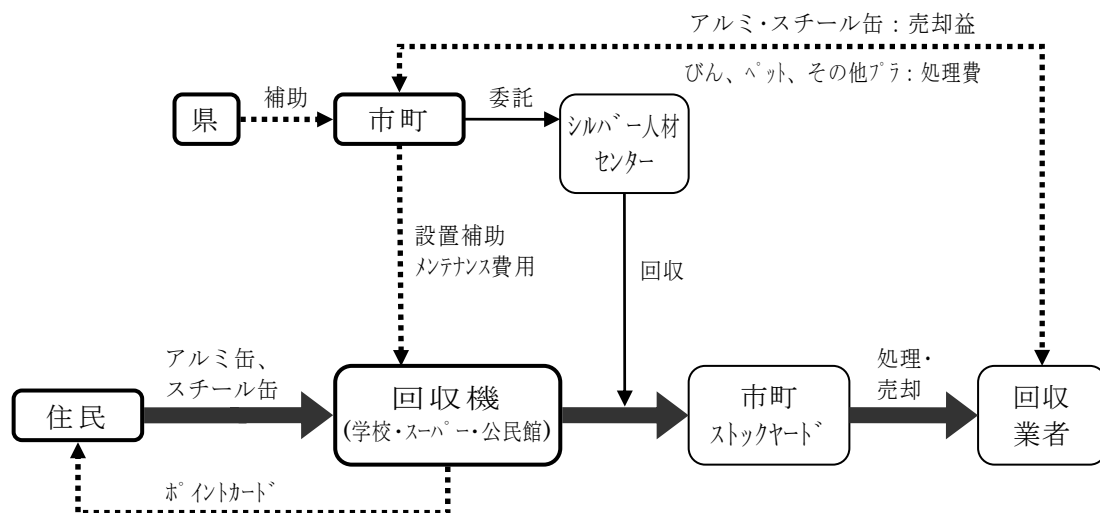 アルミ・スチール缶：売却益
びん、ペット、その他プラ：処理費
県
補助
市町
委託
シルバー人材
センター
設置補助
メンテナンス費用
回収
アルミ缶、
スチール缶
住民
回収機
(学校・スーパー・公民館)
市町
ストックヤード
処理・
売却
回収
業者
ポイントカード